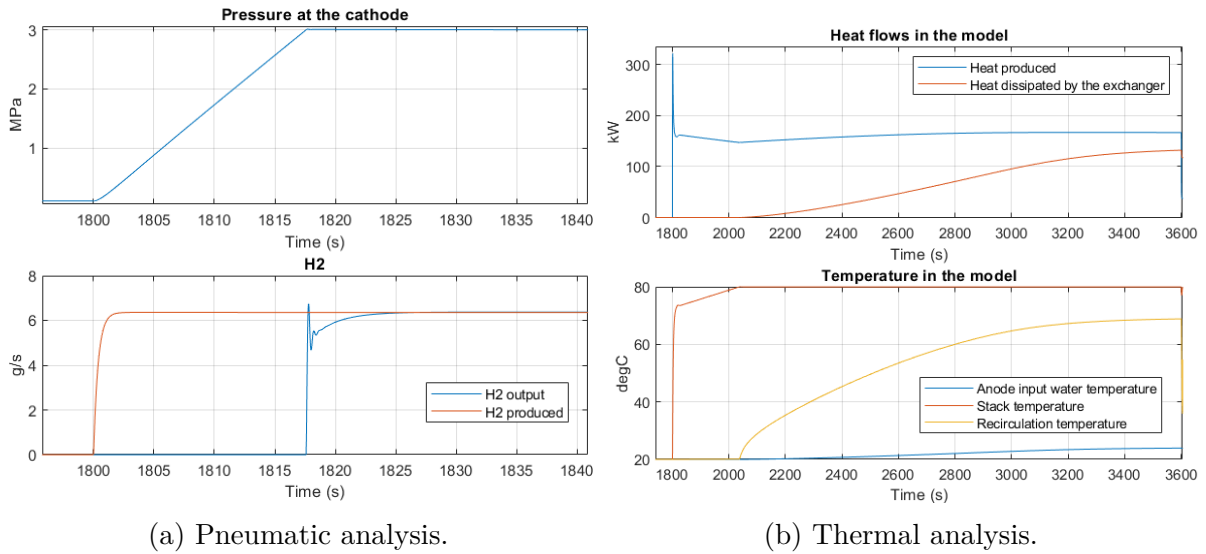 Pressure at the cathode
3
2
1
MPa
1800 1805 1810 1815 1820 1825 1830 1835 1840
Time (s)
H2
8
6
4
2
0
g/s
H2 output
H2 produced
1800 1805 1810 1815 1820 1825 1830 1835 1840
Time (s)
(a) Pneumatic analysis.
Heat flows in the model
300
200
100
0
kW
Heat produced
Heat dissipated by the exchanger
1800 2000 2200 2400 2600 2800 3000 3200 3400 3600
Time (s)
Temperature in the model
80
60
40
20
degC
Anode input water temperature
Stack temperature
Recirculation temperature
1800 2000 2200 2400 2600 2800 3000 3200 3400 3600
Time (s)
(b) Thermal analysis.